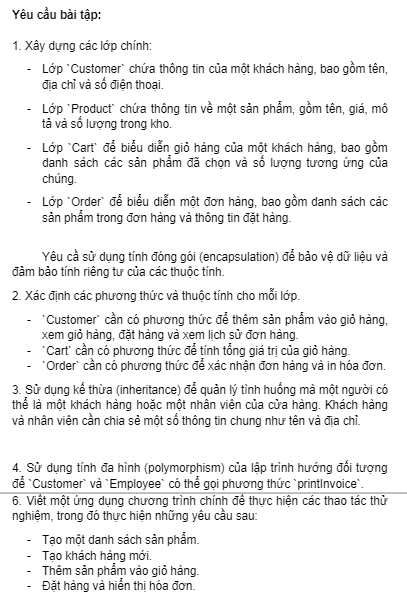 Yêu cầu bài tập:
1. Xây dựng các lớp chính:
- Lớp `Customer` chứa thông tin của một khách hàng, bao gồm tên,
địa chỉ và số điện thoại.
- Lớp `Product` chứa thông tin về một sản phẩm, gồm tên, giá, mô
tả và số lượng trong kho.
- Lớp `Cart` để biểu diễn giỏ hàng của một khách hàng, bao gồm
danh sách các sản phẩm đã chọn và số lượng tương ứng của
chúng.
- Lớp `Order` để biểu diễn một đơn hàng, bao gồm danh sách các
sản phẩm trong đơn hàng và thông tin đặt hàng.
Yêu cầ sử dụng tính đóng gói (encapsulation) để bảo vệ dữ liệu và
đảm bảo tính riêng tư của các thuộc tính.
2. Xác định các phương thức và thuộc tính cho mỗi lớp.
- `Customer` cần có phương thức để thêm sản phẩm vào giỏ hàng,
xem giỏ hàng, đặt hàng và xem lịch sử đơn hàng.
- `Cart` cần có phương thức để tính tổng giá trị của giỏ hàng.
- `Order` cần có phương thức để xác nhận đơn hàng và in hóa đơn.
3. Sử dụng kế thừa (inheritance) để quản lý tình huống mà một người có
thể là một khách hàng hoặc một nhân viên của cửa hàng. Khách hàng
và nhân viên cần chia sẻ một số thông tin chung như tên và địa chỉ.
4. Sử dụng tính đa hình (polymorphism) của lập trình hướng đối tượng
để `Customer` và `Employee` có thể gọi phương thức `printInvoice`.
6. Viết một ứng dụng chương trình chính để thực hiện các thao tác thử
nghiệm, trong đó thực hiện những yêu cầu sau:
- Tạo một danh sách sản phẩm.
- Tạo khách hàng mới.
- Thêm sản phẩm vào giỏ hàng.
- Đặt hàng và hiển thị hóa đơn.